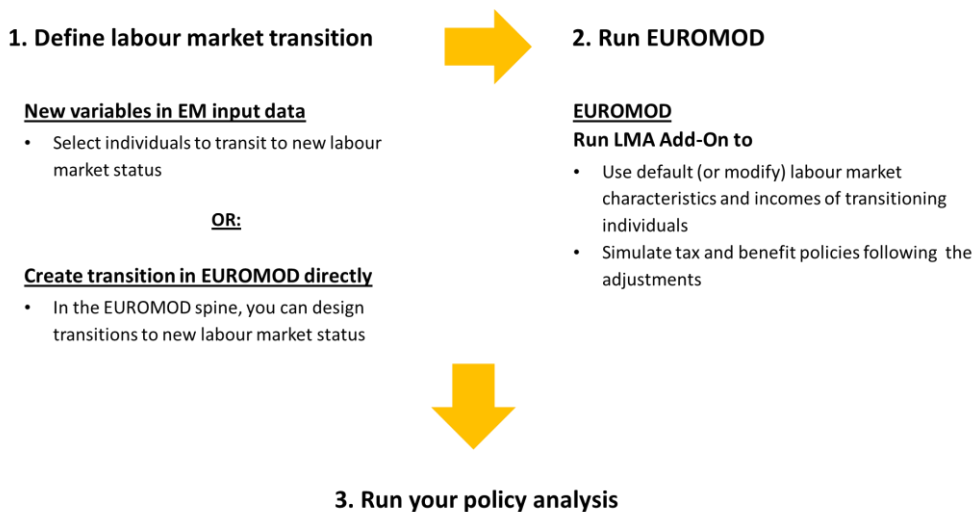 1. Define labour market transition
New variables in EM input data
• Select individuals to transit to new labour
market status
OR:
Create transition in EUROMOD directly
• In the EUROMOD spine, you can design
transitions to new labour market status
2. Run EUROMOD
EUROMOD
Run LMA Add-On to
• Use default (or modify) labour market
characteristics and incomes of transitioning
individuals
• Simulate tax and benefit policies following the
adjustments
3. Run your policy analysis